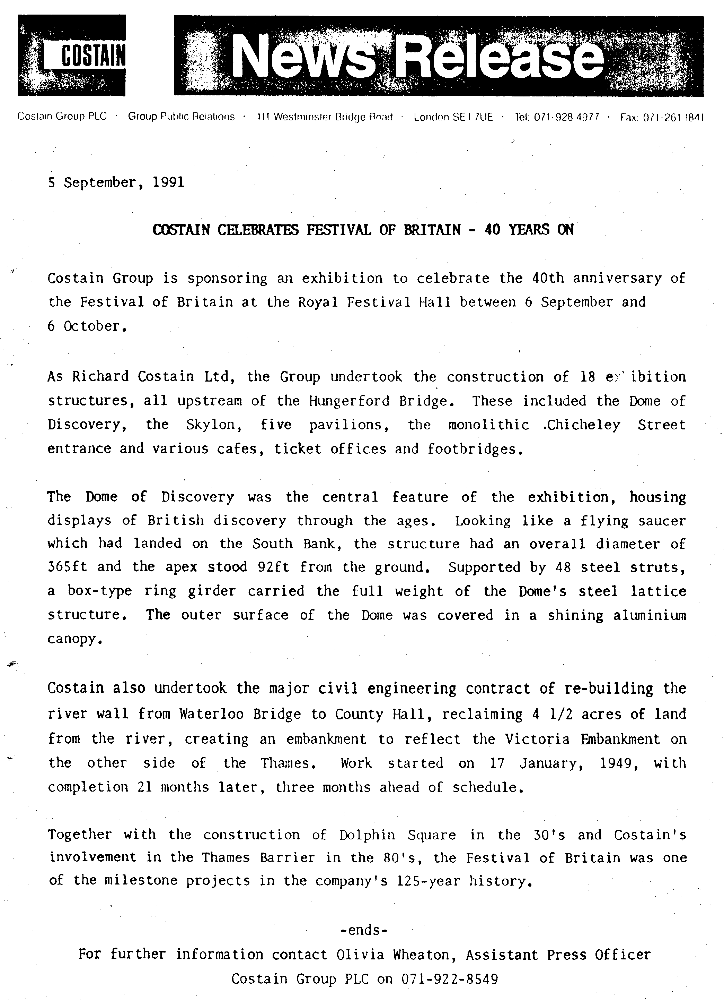 COSTAIN
News Release
Costain Group PLC · Group Public Relations · 111 Westminster Bridge Road · London SE1 7UE · Tel: 071-928 4977 · Fax: 071-261 1841
5 September, 1991
COSTAIN CELEBRATES FESTIVAL OF BRITAIN - 40 YEARS ON
Costain Group is sponsoring an exhibition to celebrate the 40th anniversary of
the Festival of Britain at the Royal Festival Hall between 6 September and
6 October.
As Richard Costain Ltd, the Group undertook the construction of 18 exhibition
structures, all upstream of the Hungerford Bridge. These included the Dome of
Discovery, the Skylon, five pavilions, the monolithic Chicheley Street
entrance and various cafes, ticket offices and footbridges.
The Dome of Discovery was the central feature of the exhibition, housing
displays of British discovery through the ages. Looking like a flying saucer
which had landed on the South Bank, the structure had an overall diameter of
365ft and the apex stood 92ft from the ground. Supported by 48 steel struts,
a box-type ring girder carried the full weight of the Dome's steel lattice
structure. The outer surface of the Dome was covered in a shining aluminium
canopy.
Costain also undertook the major civil engineering contract of re-building the
river wall from Waterloo Bridge to County Hall, reclaiming 4 1/2 acres of land
from the river, creating an embankment to reflect the Victoria Embankment on
the other side of the Thames. Work started on 17 January, 1949, with
completion 21 months later, three months ahead of schedule.
Together with the construction of Dolphin Square in the 30's and Costain's
involvement in the Thames Barrier in the 80's, the Festival of Britain was one
of the milestone projects in the company's 125-year history.
-ends-
For further information contact Olivia Wheaton, Assistant Press Officer
Costain Group PLC on 071-922-8549